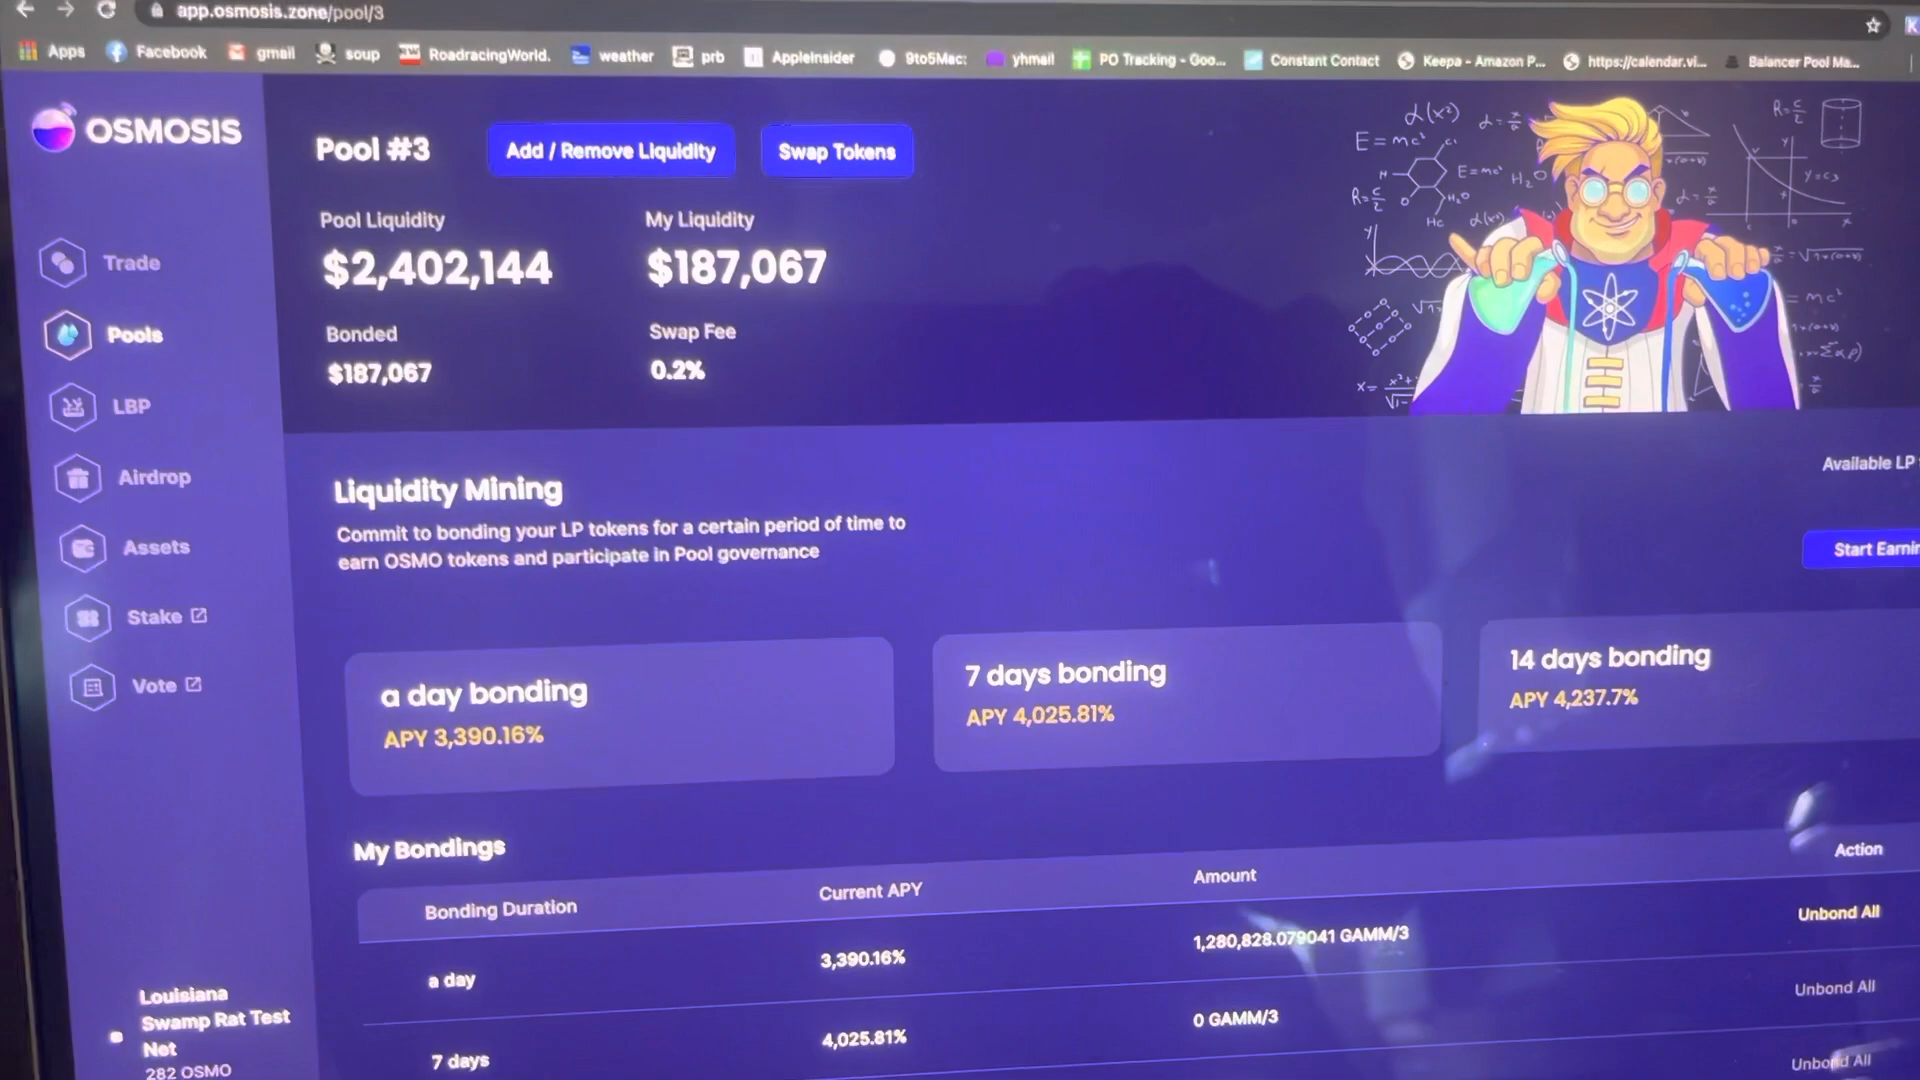 app.osmosis.zone/pool/3
Apps Facebook gmail soup RoadracingWorld. weather prb AppleInsider 9to5Mac: yhmail PO Tracking - Goo... Constant Contact Keepa - Amazon P... https://calendar.vi... Balancer Pool Ma...
OSMOSIS
Trade
Pools
LBP
Airdrop
Assets
Stake
Vote
Louisiana
Swamp Rat Test
Net
282 OSMO
Pool #3
Add / Remove Liquidity
Swap Tokens
Pool Liquidity
$2,402,144
My Liquidity
$187,067
Bonded
$187,067
Swap Fee
0.2%
E = mc²
E = mc²
H₂O
Liquidity Mining
Commit to bonding your LP tokens for a certain period of time to
earn OSMO tokens and participate in Pool governance
Available LP
Start Earnin
a day bonding
APY 3,390.16%
7 days bonding
APY 4,025.81%
14 days bonding
APY 4,237.7%
My Bondings
Bonding Duration Current APY Amount Action
a day 3,390.16% 1,280,828.079041 GAMM/3 Unbond All
7 days 4,025.81% 0 GAMM/3 Unbond All
Unbond All